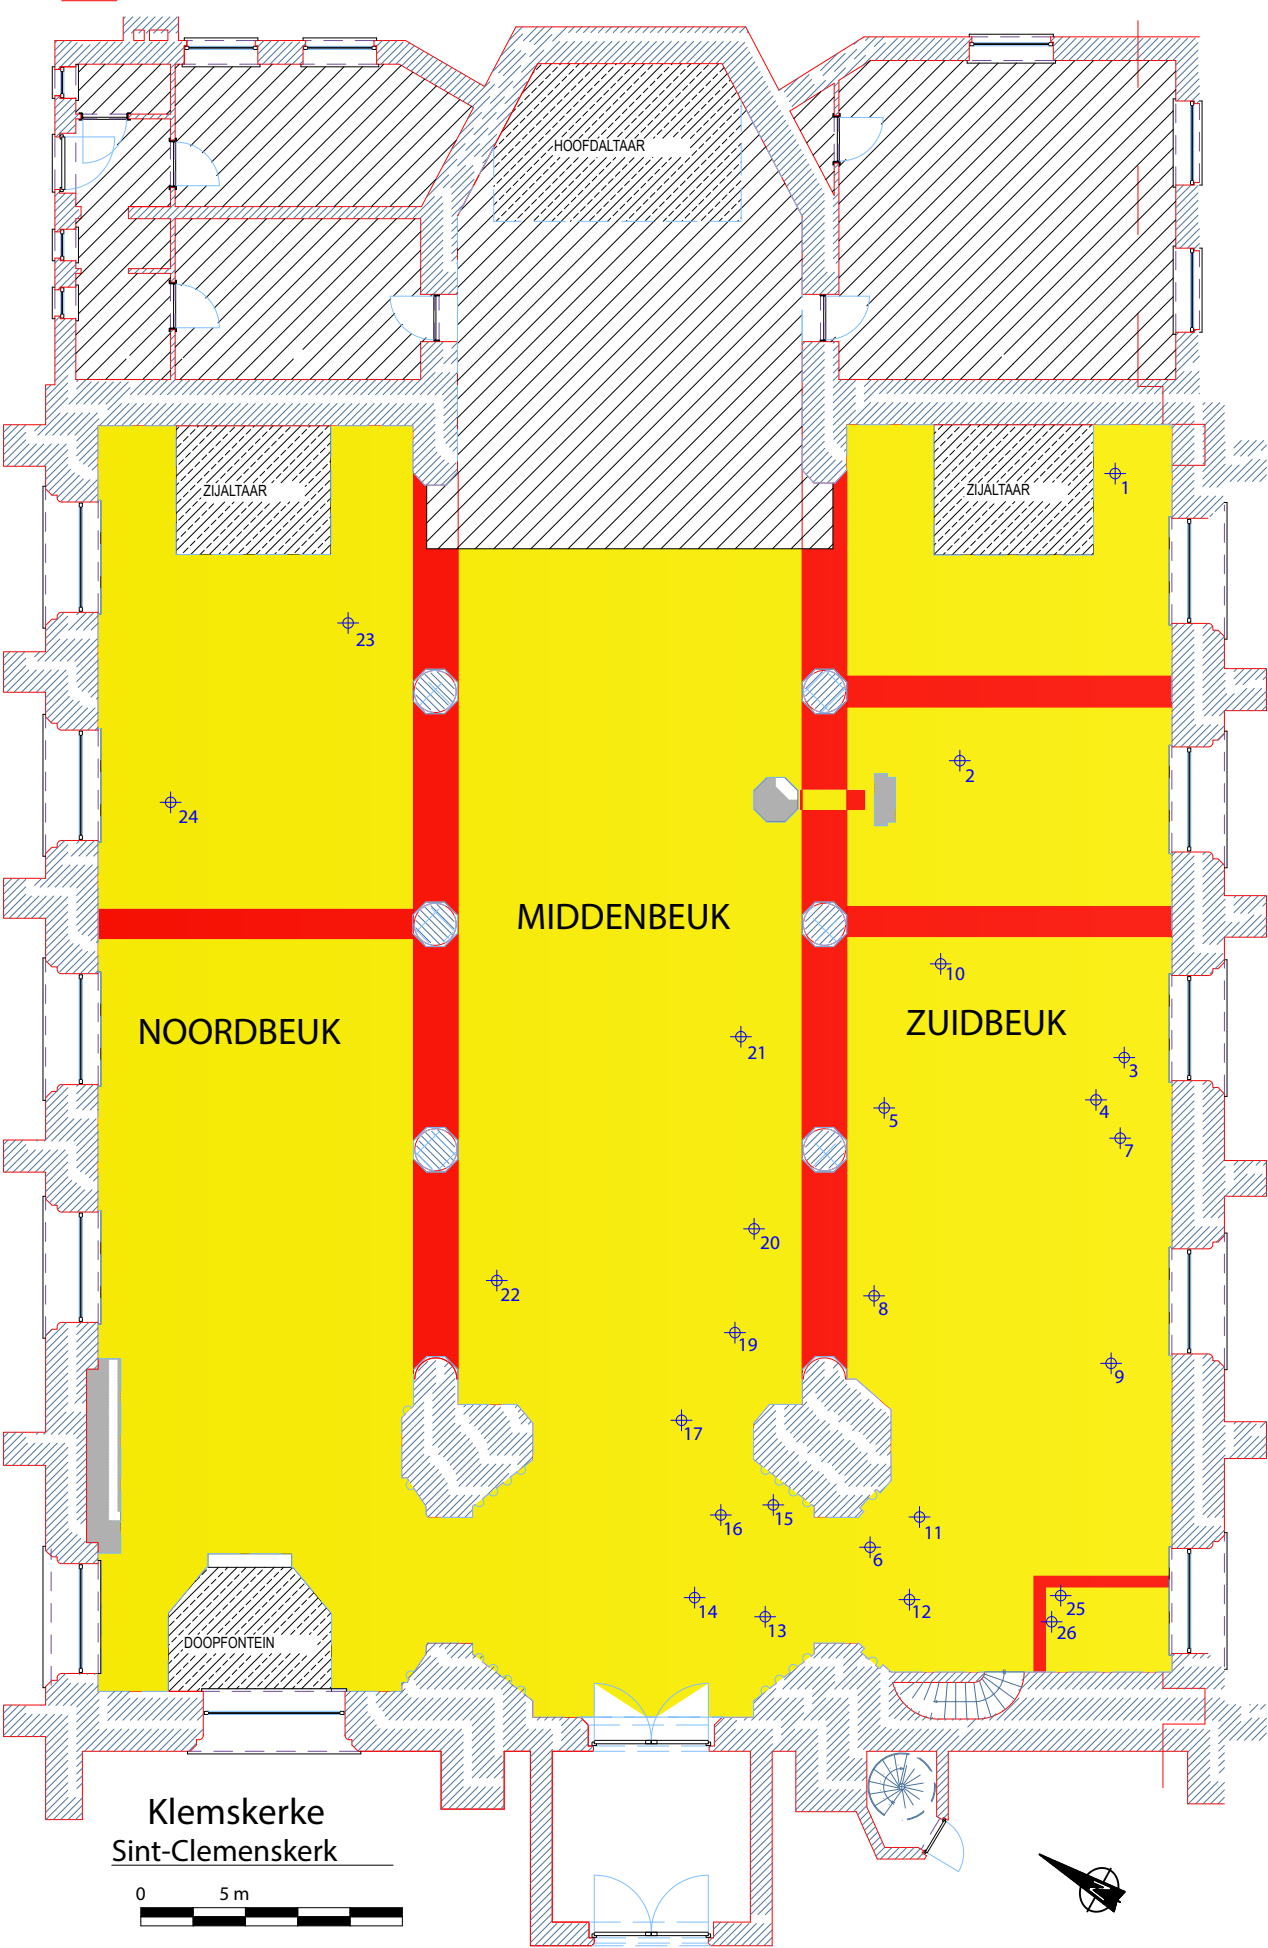 HOOFDALTAAR
ZIJALTAAR
ZIJALTAAR
1
23
2
24
MIDDENBEUK
10
NOORDBEUK
ZUIDBEUK
21
3
4
5
7
20
22
8
19
9
17
15
16
11
6
14
12
25
13
26
DOOPFONTEIN
Klemskerke
Sint-Clemenskerk
0 5 m
N